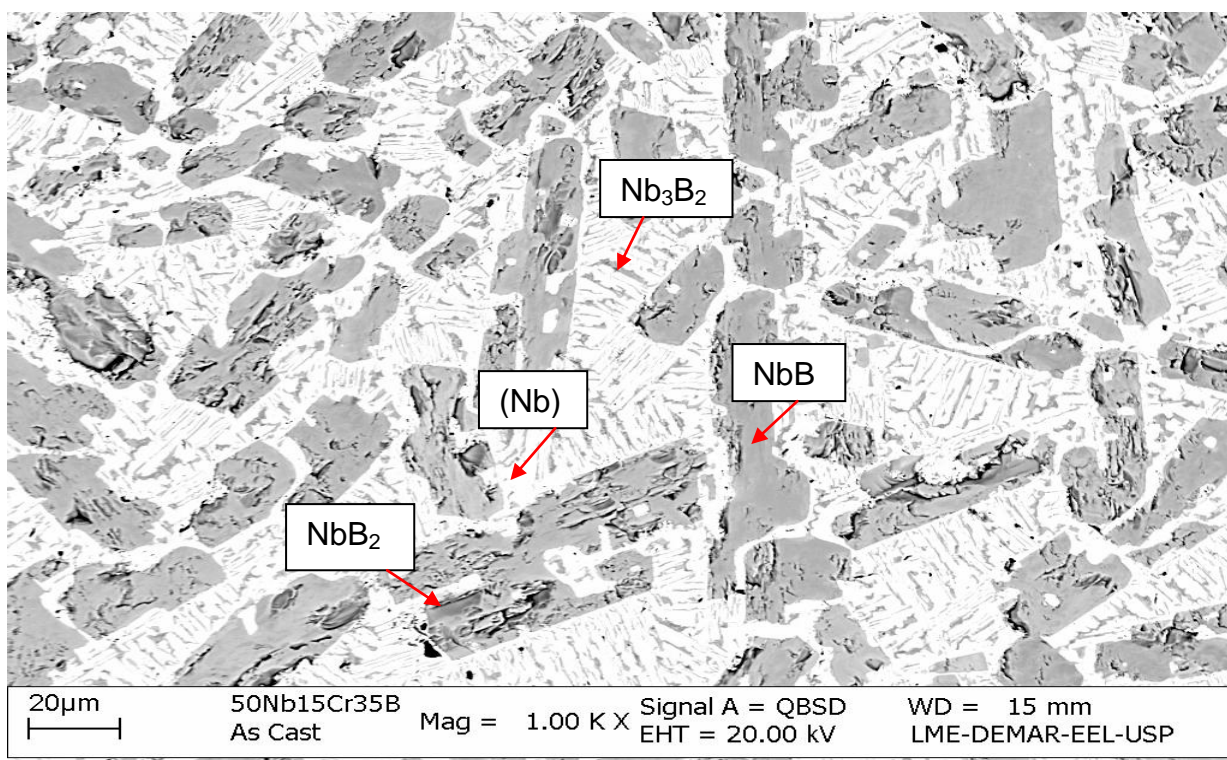 Nb₃B₂
NbB
(Nb)
NbB₂
20µm
50Nb15Cr35B
As Cast
Mag = 1.00 K X
Signal A = QBSD
EHT = 20.00 kV
WD = 15 mm
LME-DEMAR-EEL-USP